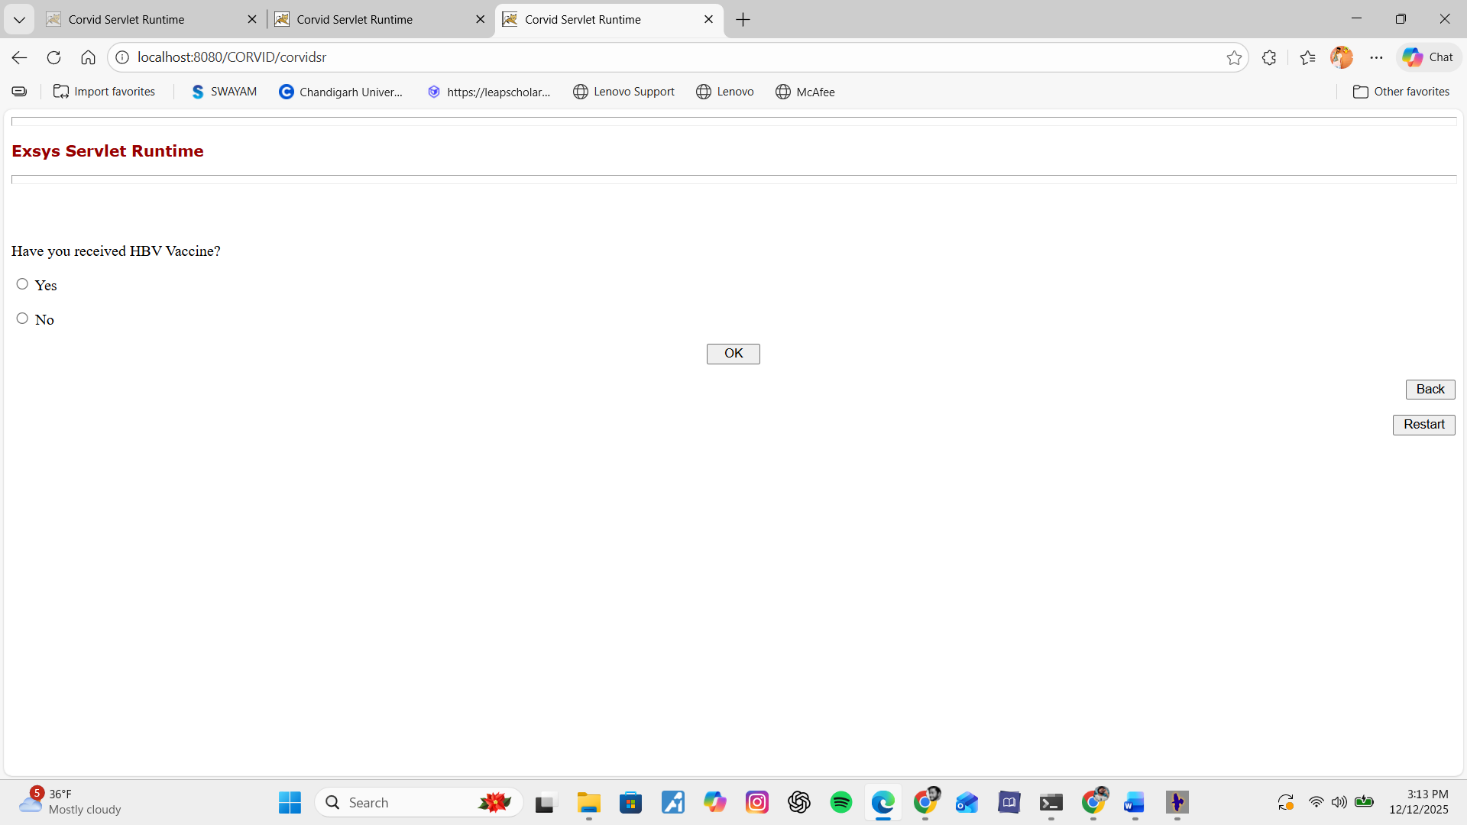 Corvid Servlet Runtime
Corvid Servlet Runtime
Corvid Servlet Runtime
localhost:8080/CORVID/corvidsr
Chat
Import favorites
SWAYAM
Chandigarh Univer...
https://leapscholar...
Lenovo Support
Lenovo
McAfee
Other favorites
Exsys Servlet Runtime
Have you received HBV Vaccine?
Yes
No
OK
Back
Restart
5
36°F
Mostly cloudy
Search
3:13 PM
12/12/2025